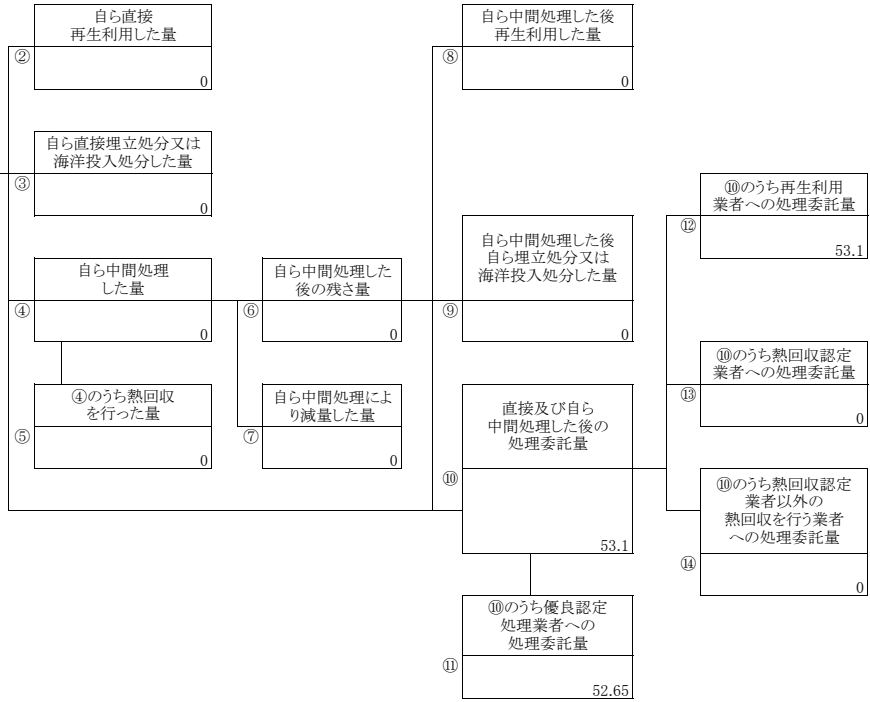 自ら直接
再生利用した量
②
0
自ら直接埋立処分又は
海洋投入処分した量
③
0
自ら中間処理
した量
④
0
④のうち熱回収
を行った量
⑤
0
自ら中間処理した
後の残さ量
⑥
0
自ら中間処理によ
り減量した量
⑦
0
自ら中間処理した後
再生利用した量
⑧
0
自ら中間処理した後
自ら埋立処分又は
海洋投入処分した量
⑨
0
直接及び自ら
中間処理した後の
処理委託量
⑩
53.1
⑩のうち優良認定
処理業者への
処理委託量
⑪
52.65
⑩のうち再生利用
業者への処理委託量
⑫
53.1
⑩のうち熱回収認定
業者への処理委託量
⑬
0
⑩のうち熱回収認定
業者以外の
熱回収を行う業者
への処理委託量
⑭
0